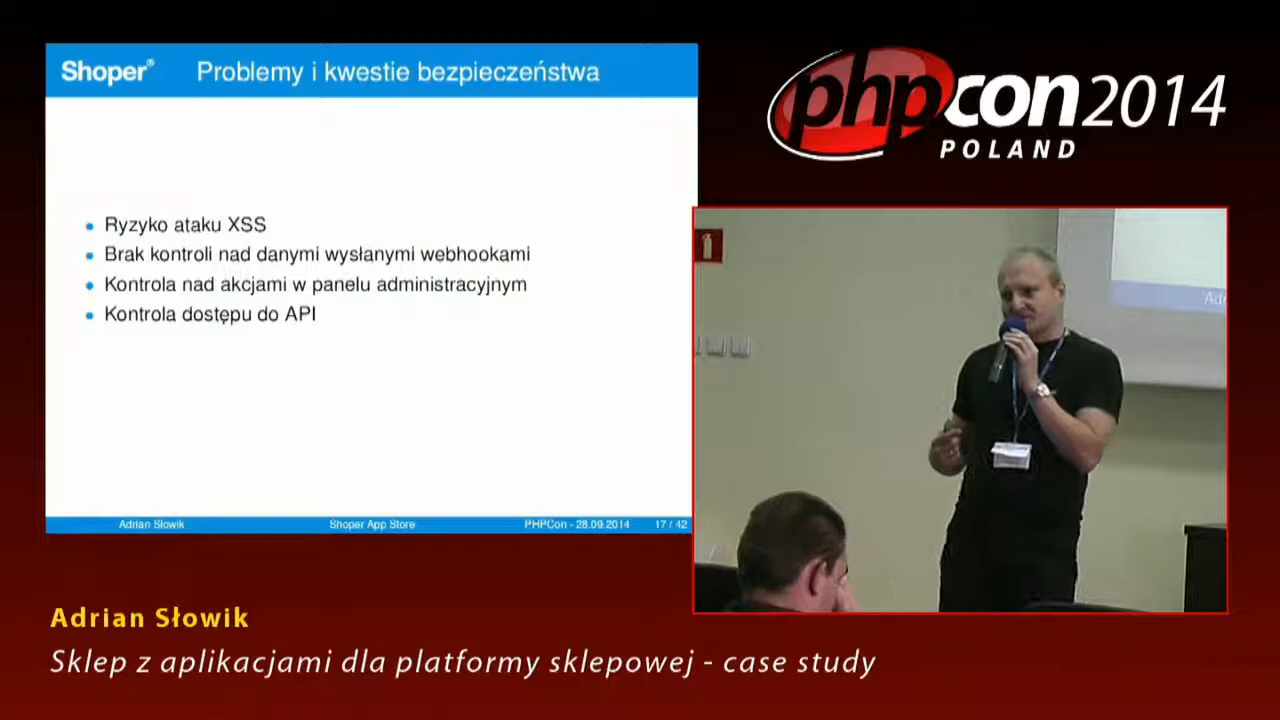 Shoper®
Problemy i kwestie bezpieczeństwa
Ryzyko ataku XSS
Brak kontroli nad danymi wysłanymi webhookami
Kontrola nad akcjami w panelu administracyjnym
Kontrola dostępu do API
Adrian Słowik
Shoper App Store
PHPCon - 28.09.2014
17 / 42
phpcon2014
POLAND
Adrian Słowik
Sklep z aplikacjami dla platformy sklepowej - case study